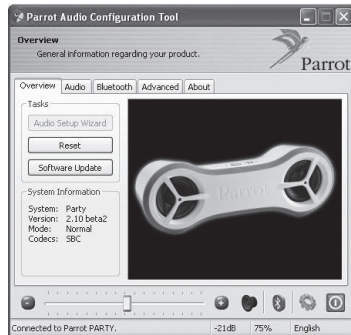 Parrot Audio Configuration Tool
Overview
General information regarding your product.
Parrot
Overview Audio Bluetooth Advanced About
Tasks
Audio Setup Wizard
Reset
Software Update
System Information
System: Party
Version: 2.10 beta2
Mode: Normal
Codecs: SBC
Parrot
Connected to Parrot PARTY. -21dB 75% English